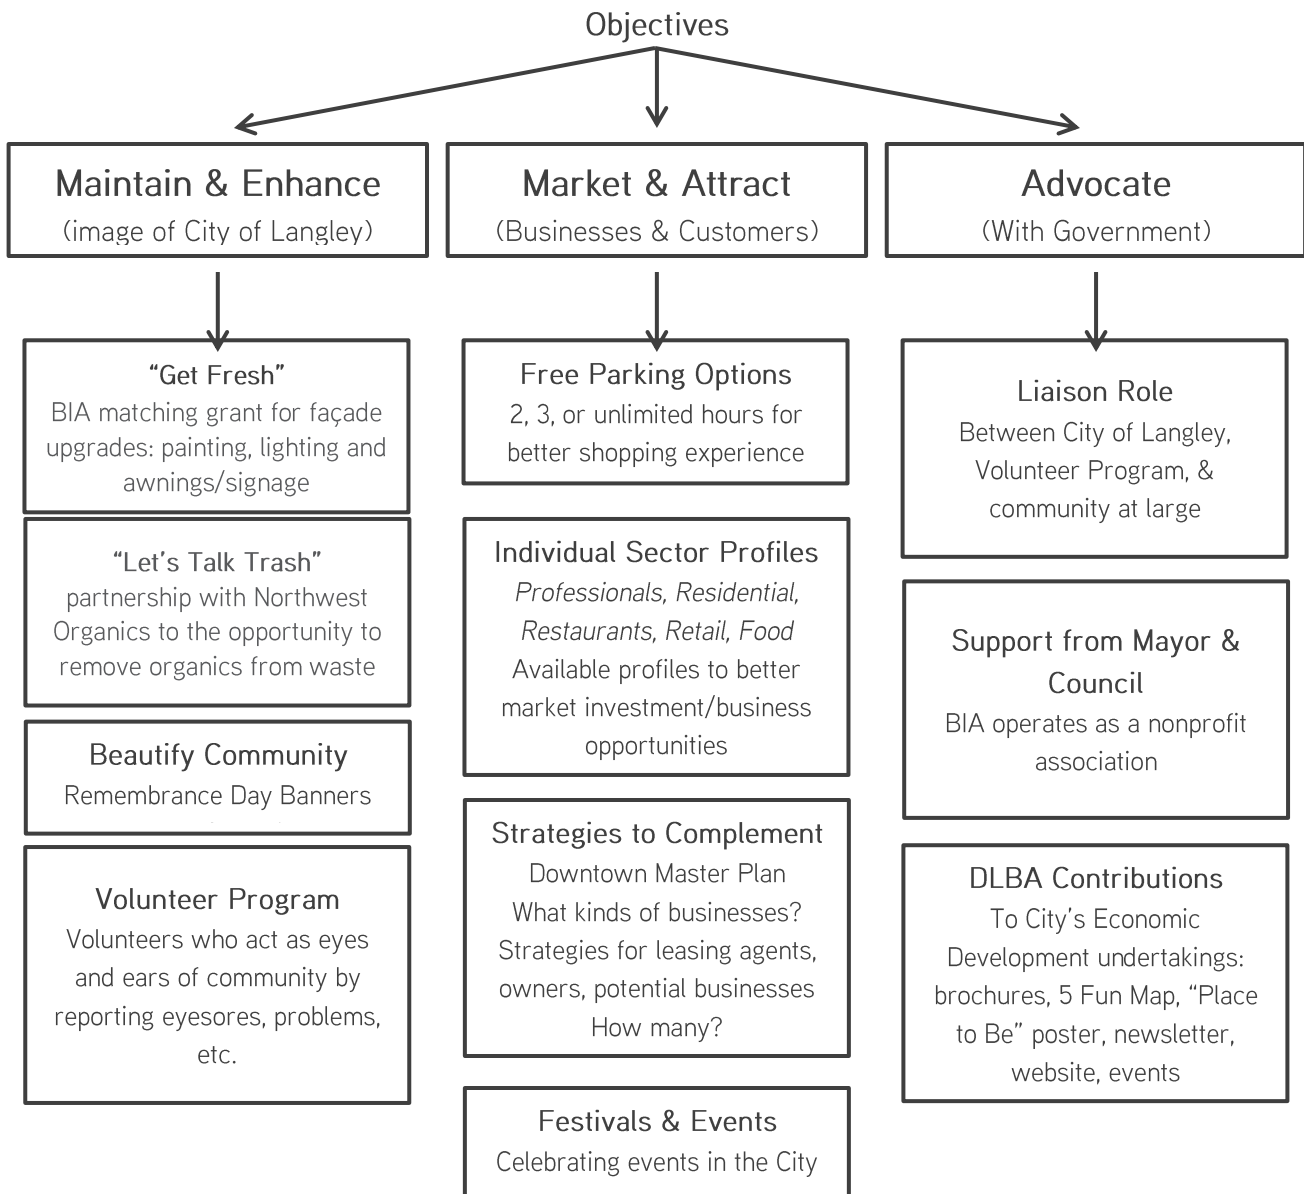 Objectives
Maintain & Enhance
(image of City of Langley)
Market & Attract
(Businesses & Customers)
Advocate
(With Government)
“Get Fresh”
BIA matching grant for façade
upgrades: painting, lighting and
awnings/signage
“Let’s Talk Trash”
partnership with Northwest
Organics to the opportunity to
remove organics from waste
Beautify Community
Remembrance Day Banners
Volunteer Program
Volunteers who act as eyes
and ears of community by
reporting eyesores, problems,
etc.
Free Parking Options
2, 3, or unlimited hours for
better shopping experience
Individual Sector Profiles
Professionals, Residential,
Restaurants, Retail, Food
Available profiles to better
market investment/business
opportunities
Strategies to Complement
Downtown Master Plan
What kinds of businesses?
Strategies for leasing agents,
owners, potential businesses
How many?
Festivals & Events
Celebrating events in the City
Liaison Role
Between City of Langley,
Volunteer Program, &
community at large
Support from Mayor &
Council
BIA operates as a nonprofit
association
DLBA Contributions
To City’s Economic
Development undertakings:
brochures, 5 Fun Map, “Place
to Be” poster, newsletter,
website, events